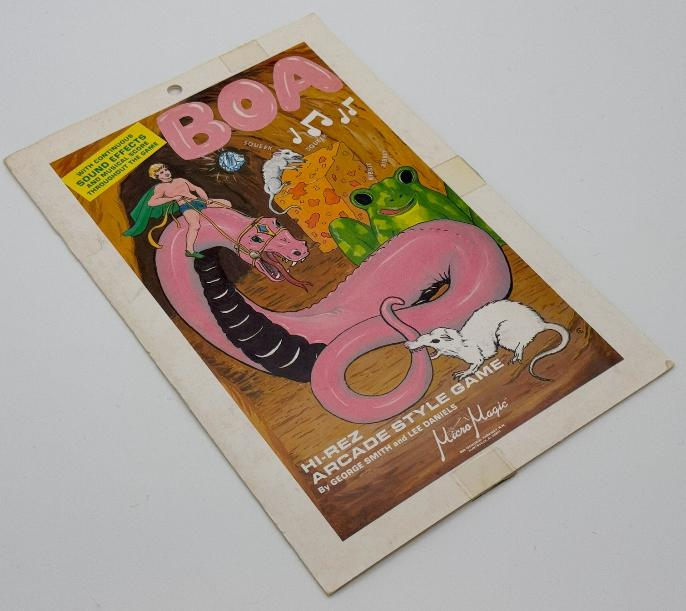 BOA
WITH CONTINUOUS
SOUND EFFECTS
AND MUSICAL SCORE
THROUGHOUT THE GAME
SQUEEK
HI-REZ
ARCADE STYLE GAME
By GEORGE SMITH and LEE DANIELS
Micro Magic